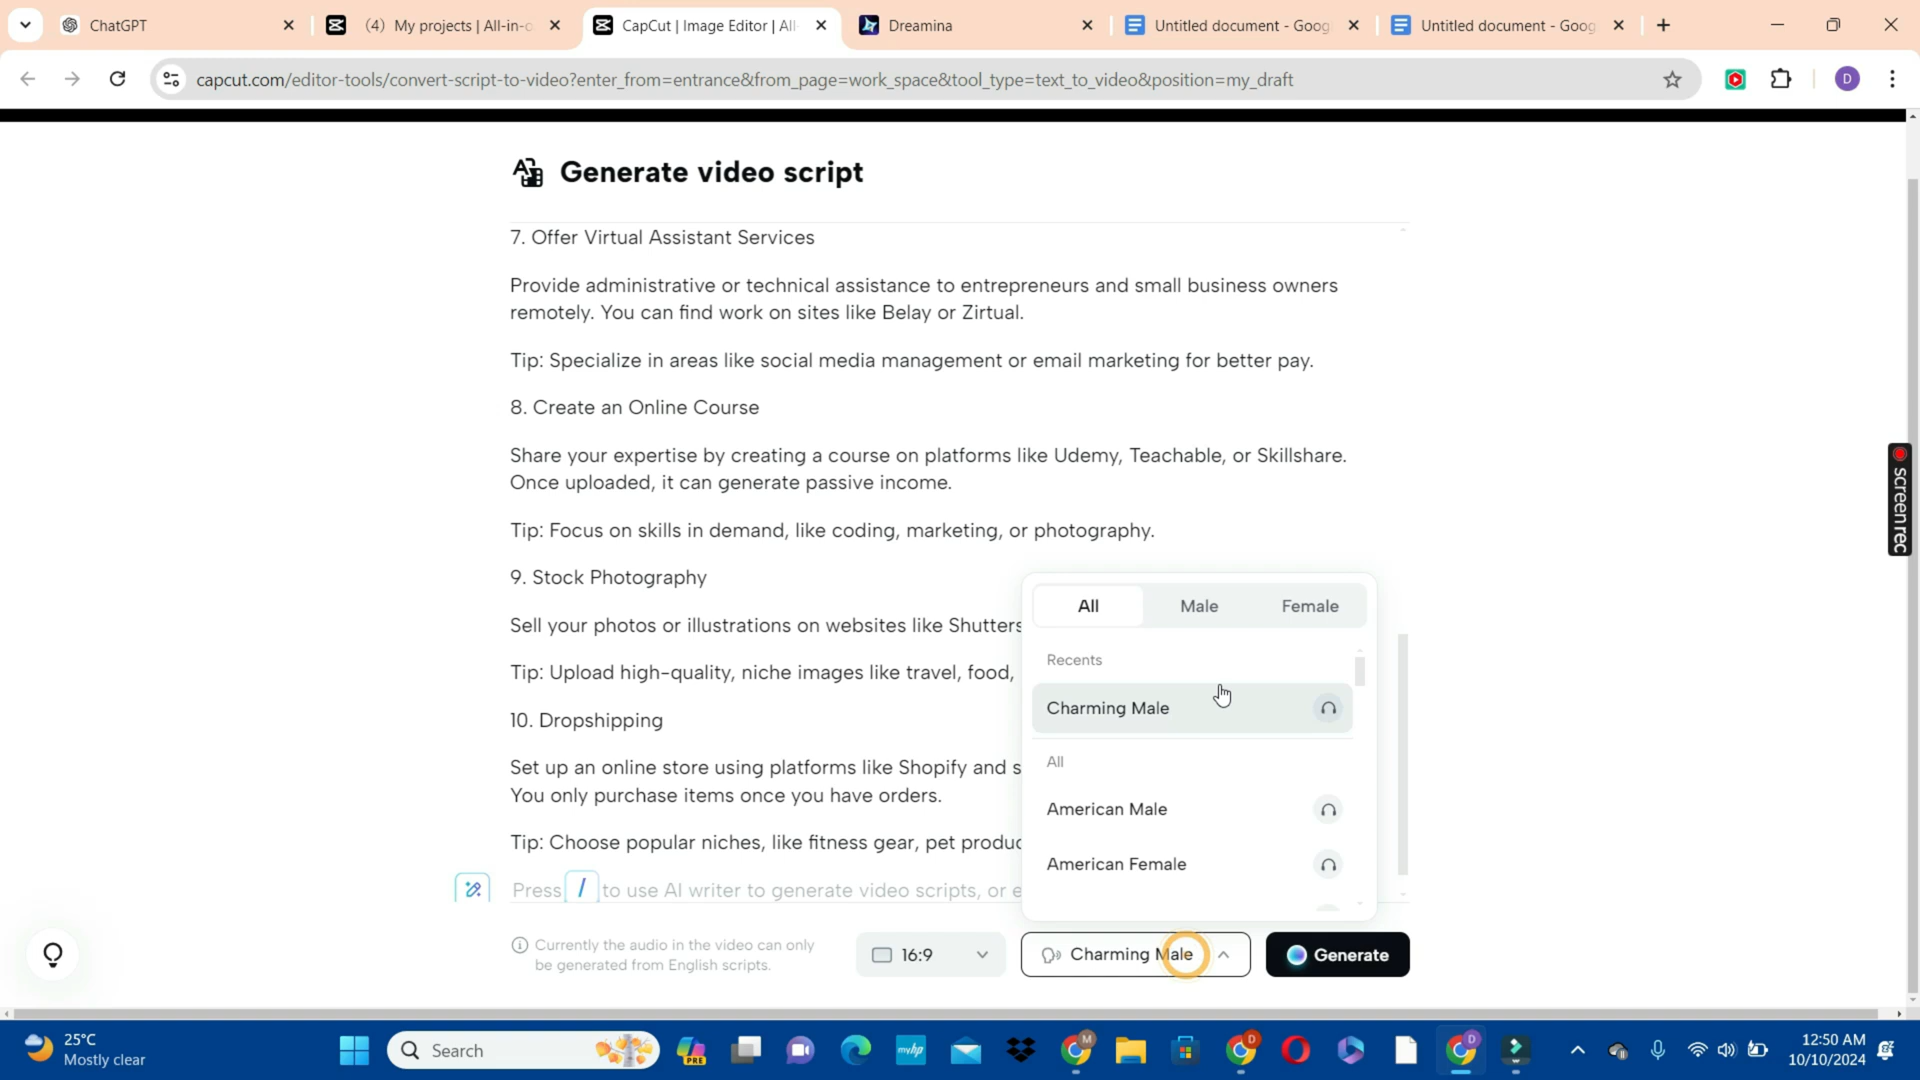 ChatGPT
(4) My projects | All-in-o
CapCut | Image Editor | All-
Dreamina
Untitled document - Goog
Untitled document - Goog
capcut.com/editor-tools/convert-script-to-video?enter_from=entrance&from_page=work_space&tool_type=text_to_video&position=my_draft
D
Generate video script
7. Offer Virtual Assistant Services
Provide administrative or technical assistance to entrepreneurs and small business owners
remotely. You can find work on sites like Belay or Zirtual.
Tip: Specialize in areas like social media management or email marketing for better pay.
8. Create an Online Course
Share your expertise by creating a course on platforms like Udemy, Teachable, or Skillshare.
Once uploaded, it can generate passive income.
Tip: Focus on skills in demand, like coding, marketing, or photography.
9. Stock Photography
Sell your photos or illustrations on websites like Shutters
Tip: Upload high-quality, niche images like travel, food,
10. Dropshipping
Set up an online store using platforms like Shopify and s
You only purchase items once you have orders.
Tip: Choose popular niches, like fitness gear, pet produc
Press / to use AI writer to generate video scripts, or e
All
Male
Female
Recents
Charming Male
All
American Male
American Female
Currently the audio in the video can only
be generated from English scripts.
16:9
Charming Male
Generate
screenrec
25°C
Mostly clear
Search
PRE
myhp
M
D
D
12:50 AM
10/10/2024